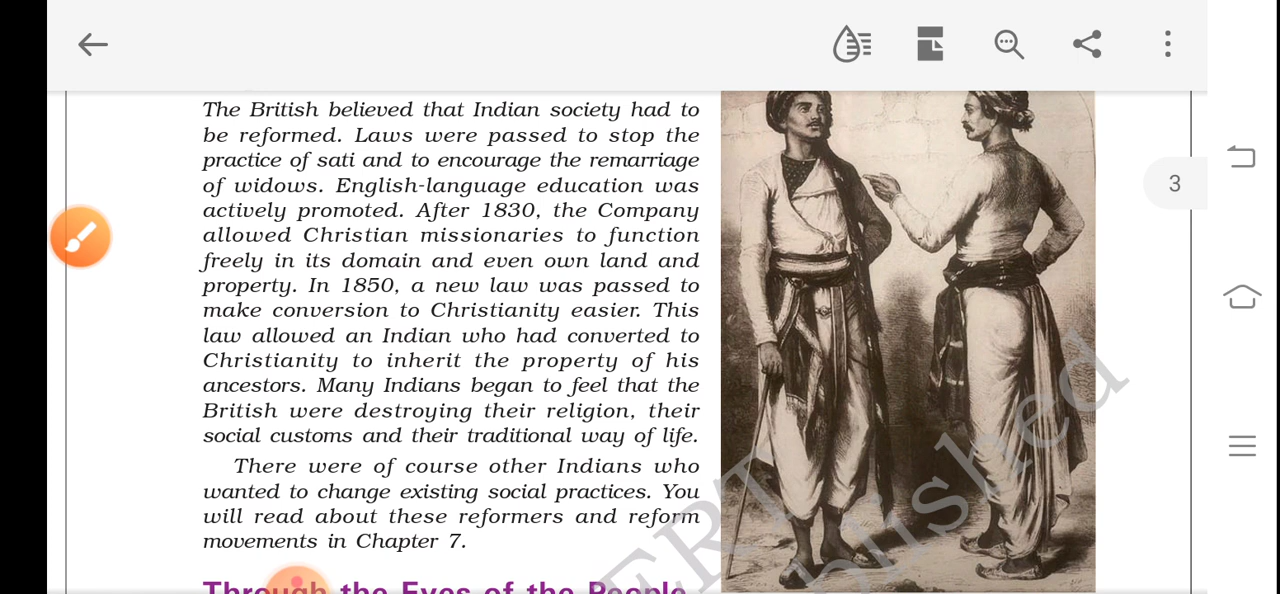 The British believed that Indian society had to
be reformed. Laws were passed to stop the
practice of sati and to encourage the remarriage
of widows. English-language education was
actively promoted. After 1830, the Company
allowed Christian missionaries to function
freely in its domain and even own land and
property. In 1850, a new law was passed to
make conversion to Christianity easier. This
law allowed an Indian who had converted to
Christianity to inherit the property of his
ancestors. Many Indians began to feel that the
British were destroying their religion, their
social customs and their traditional way of life.
There were of course other Indians who
wanted to change existing social practices. You
will read about these reformers and reform
movements in Chapter 7.
Through the Eyes of the People
3